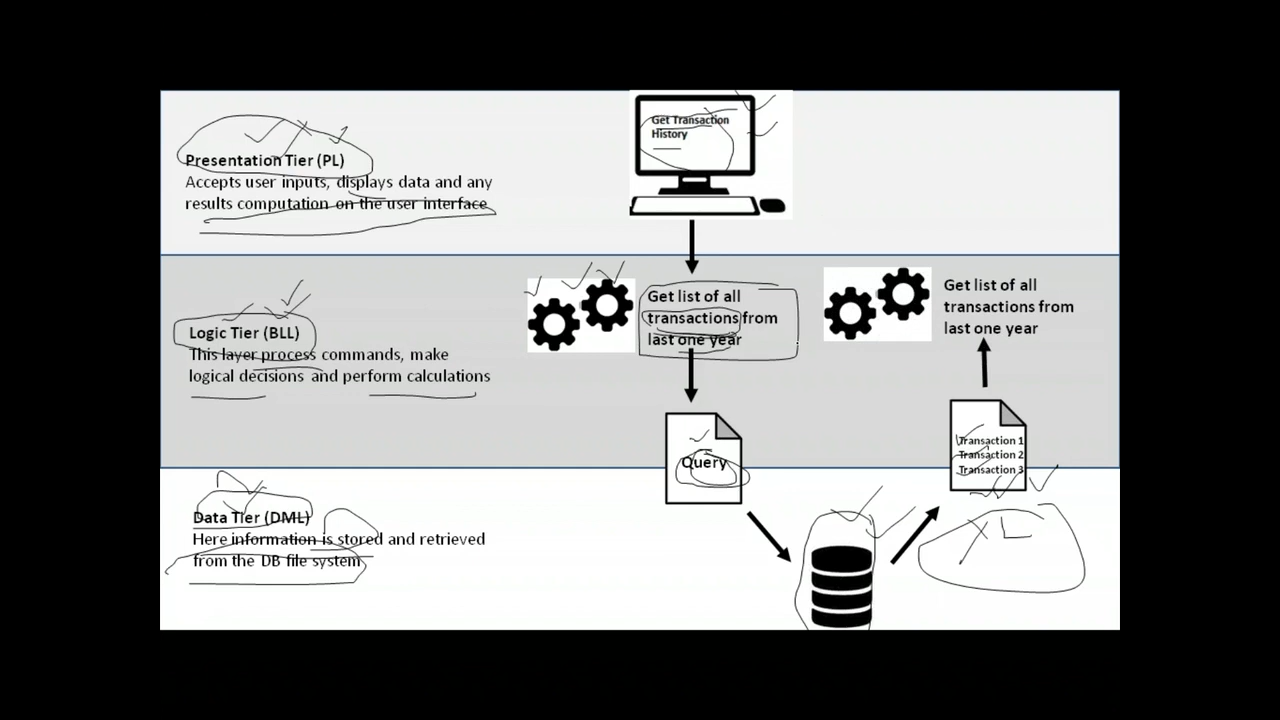 Presentation Tier (PL)
Accepts user inputs, displays data and any
results computation on the user interface
Get Transaction
History
Logic Tier (BLL)
This layer process commands, make
logical decisions and perform calculations
Get list of all
transactions from
last one year
Get list of all
transactions from
last one year
Query
Transaction 1
Transaction 2
Transaction 3
Data Tier (DML)
Here information is stored and retrieved
from the DB file system